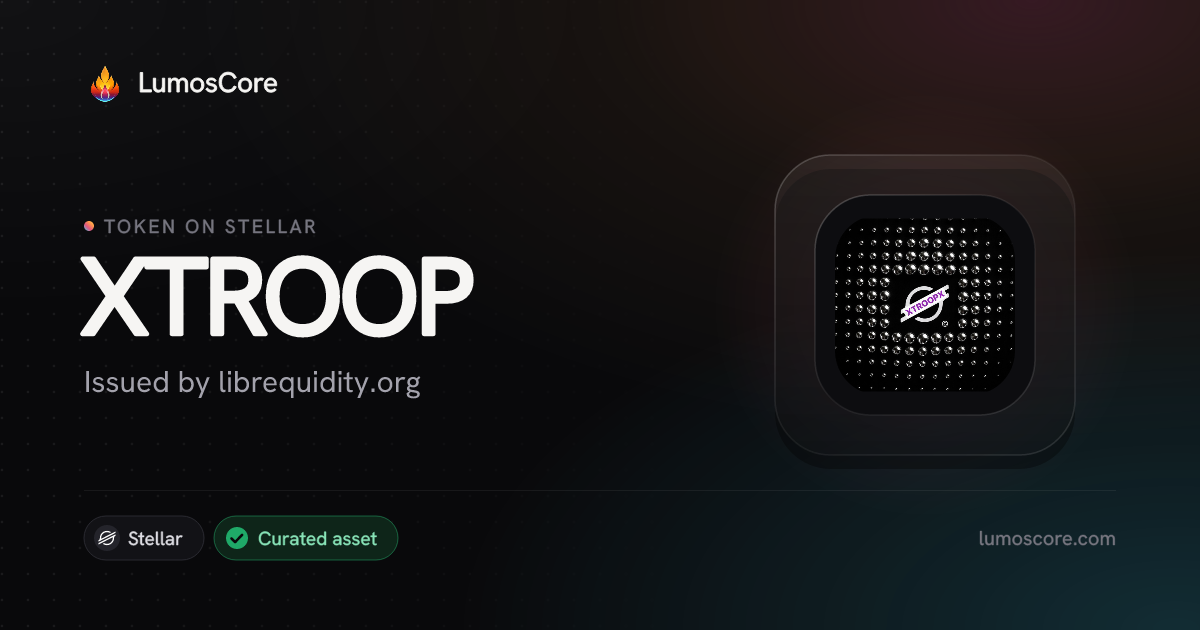 LumosCore
TOKEN ON STELLAR
XTROOP
Issued by librequidity.org
XTROOPX
Stellar
Curated asset
lumoscore.com